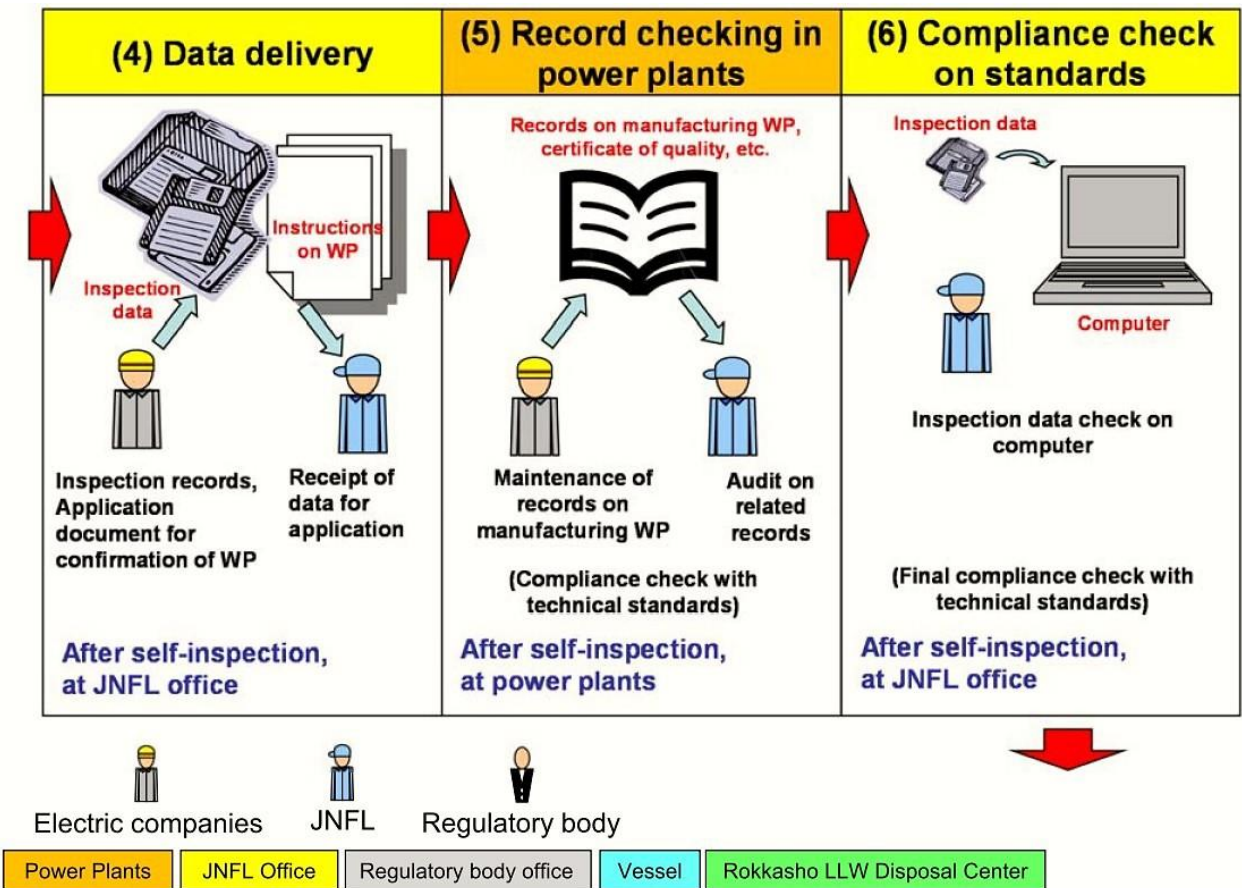 (4) Data delivery
(5) Record checking in
power plants
(6) Compliance check
on standards
Instructions
on WP
Inspection
data
Inspection records,
Application
document for
confirmation of WP
Receipt of
data for
application
After self-inspection,
at JNFL office
Records on manufacturing WP,
certificate of quality, etc.
Maintenance of
records on
manufacturing WP
Audit on
related
records
(Compliance check with
technical standards)
After self-inspection,
at power plants
Inspection data
Computer
Inspection data check on
computer
(Final compliance check with
technical standards)
After self-inspection,
at JNFL office
Electric companies
JNFL
Regulatory body
Power Plants
JNFL Office
Regulatory body office
Vessel
Rokkasho LLW Disposal Center